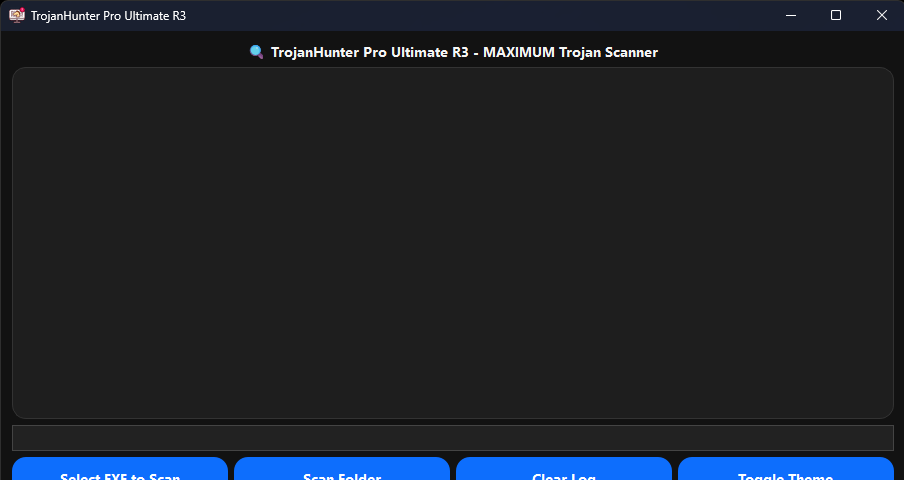 TrojanHunter Pro Ultimate R3
TrojanHunter Pro Ultimate R3 - MAXIMUM Trojan Scanner
Select EXE to Scan
Scan Folder
Clear Log
Toggle Theme